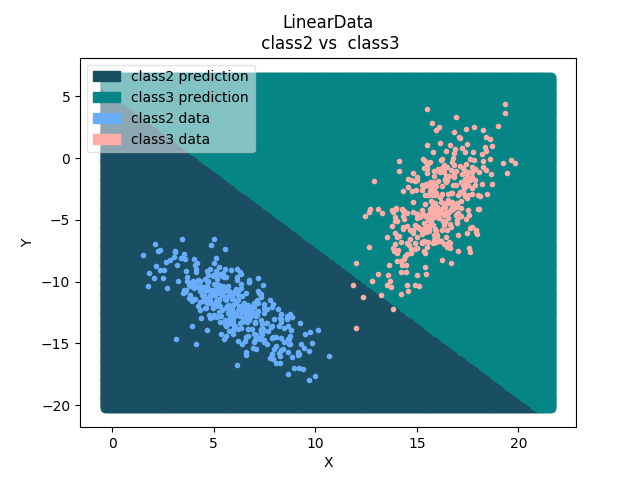 LinearData
class2 vs  class3
class2 prediction
class3 prediction
class2 data
class3 data
5
0
−5
−10
−15
−20
Y
0
5
10
15
20
X